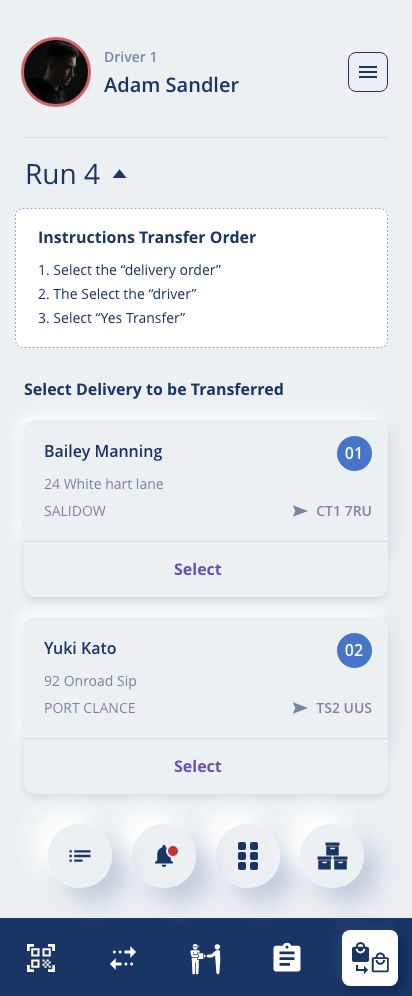 Driver 1
Adam Sandler
Run 4
Instructions Transfer Order
1. Select the “delivery order”
2. The Select the “driver”
3. Select “Yes Transfer”
Select Delivery to be Transferred
Bailey Manning
01
24 White hart lane
SALIDOW
CT1 7RU
Select
Yuki Kato
02
92 Onroad Sip
PORT CLANCE
TS2 UUS
Select